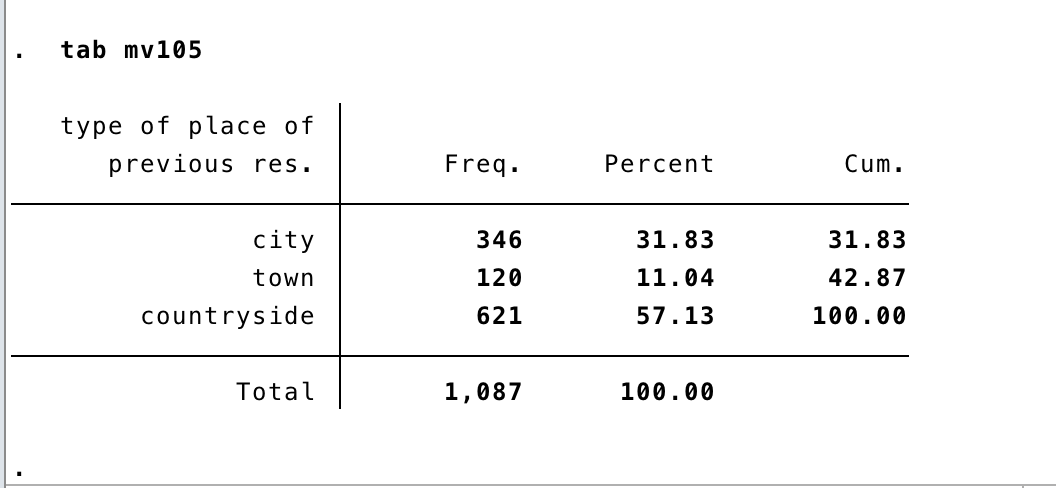 . tab mv105
type of place of
previous res. Freq. Percent Cum.
city 346 31.83 31.83
town 120 11.04 42.87
countryside 621 57.13 100.00
Total 1,087 100.00
.